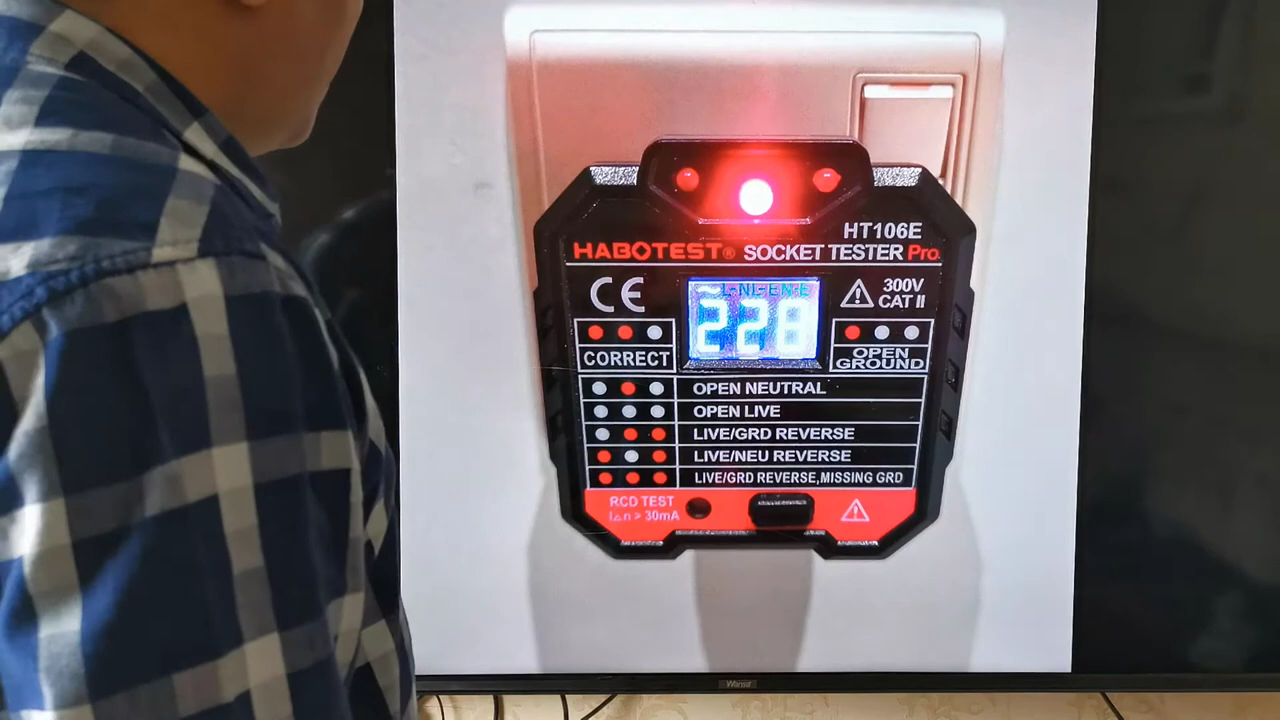 HT106E
HABOTEST® SOCKET TESTER Pro.
CE
L-N L-E N-E
228
300V
CAT II
CORRECT
OPEN
GROUND
OPEN NEUTRAL
OPEN LIVE
LIVE/GRD REVERSE
LIVE/NEU REVERSE
LIVE/GRD REVERSE,MISSING GRD
RCD TEST
I△n > 30mA
Wansa